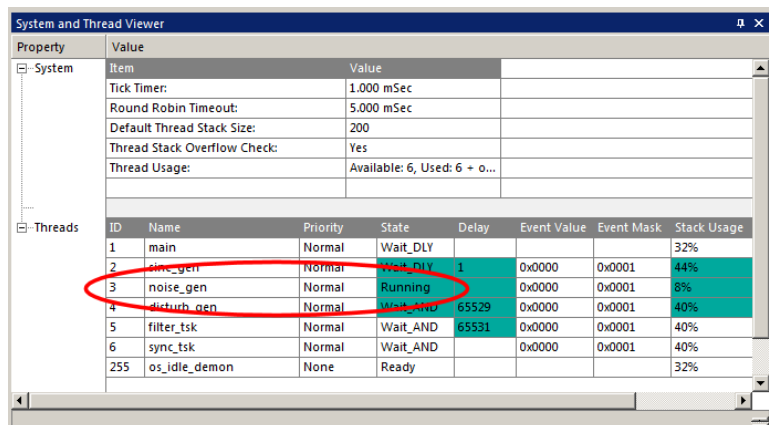 System and Thread Viewer
Property Value
System Item Value
Tick Timer: 1.000 mSec
Round Robin Timeout: 5.000 mSec
Default Thread Stack Size: 200
Thread Stack Overflow Check: Yes
Thread Usage: Available: 6, Used: 6 + o...
Threads ID Name Priority State Delay Event Value Event Mask Stack Usage
1 main Normal Wait_DLY 32%
2 sine_gen Normal Wait_DLY 1 0x0000 0x0001 44%
3 noise_gen Normal Running 0x0000 0x0001 8%
4 disturb_gen Normal Wait_AND 65529 0x0000 0x0001 40%
5 filter_tsk Normal Wait_AND 65531 0x0000 0x0001 40%
6 sync_tsk Normal Wait_AND 0x0000 0x0001 40%
255 os_idle_demon None Ready 32%